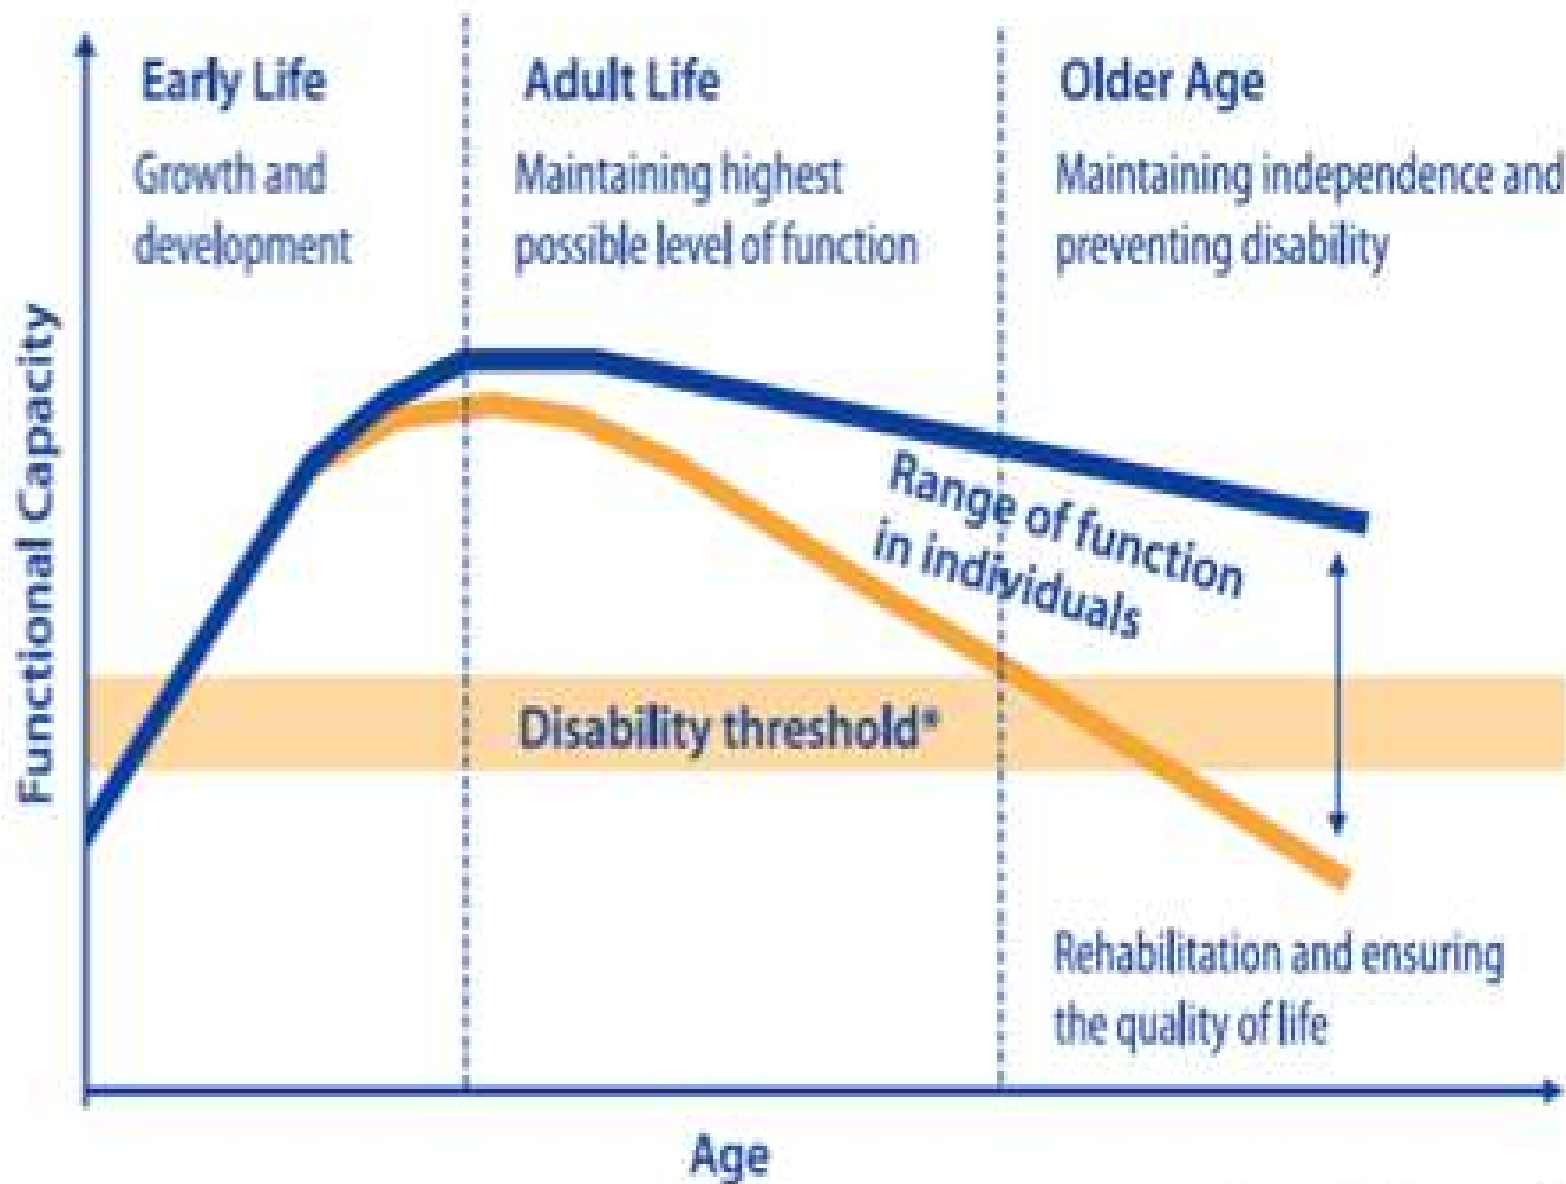 Early Life
Growth and
development
Adult Life
Maintaining highest
possible level of function
Older Age
Maintaining independence and
preventing disability
Functional Capacity
Range of function
in individuals
Disability threshold*
Rehabilitation and ensuring
the quality of life
Age